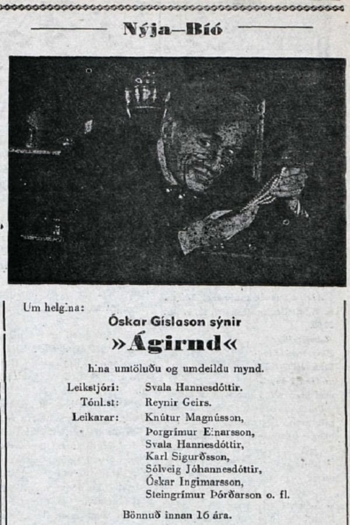 Nýja—Bíó
Um helgina:
Óskar Gíslason sýnir
»Ágirnd«
hina umtöluðu og umdeildu mynd.
Leikstjóri: Svala Hannesdóttir.
Tónlist: Reynir Geirs.
Leikarar: Knútur Magnússon,
Þorgrímur Einarsson,
Svala Hannesdóttir,
Karl Sigurðsson,
Sólveig Jóhannesdóttir,
Óskar Ingimarsson,
Steingrímur Þórðarson o. fl.
Bönnuð innan 16 ára.